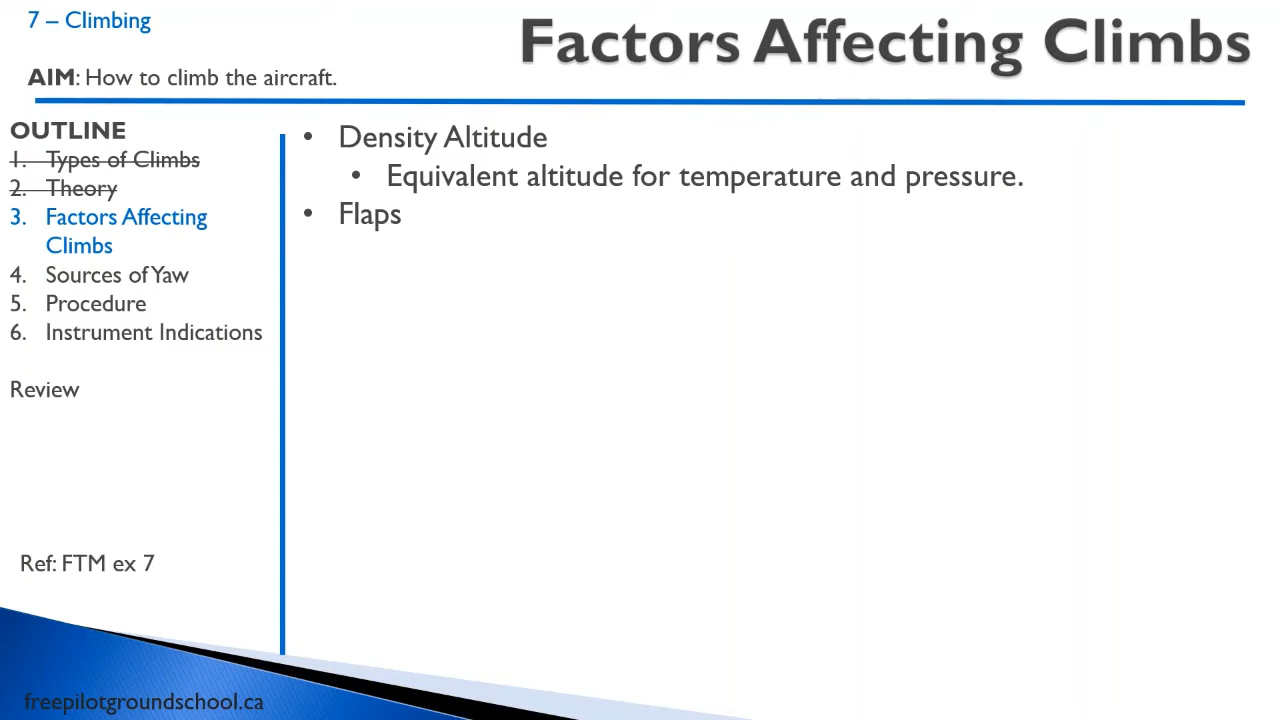 7 – Climbing
Factors Affecting Climbs
AIM: How to climb the aircraft.
OUTLINE
1. Types of Climbs
2. Theory
3. Factors Affecting
Climbs
4. Sources of Yaw
5. Procedure
6. Instrument Indications
Review
Ref: FTM ex 7
• Density Altitude
• Equivalent altitude for temperature and pressure.
• Flaps
freepilotgroundschool.ca